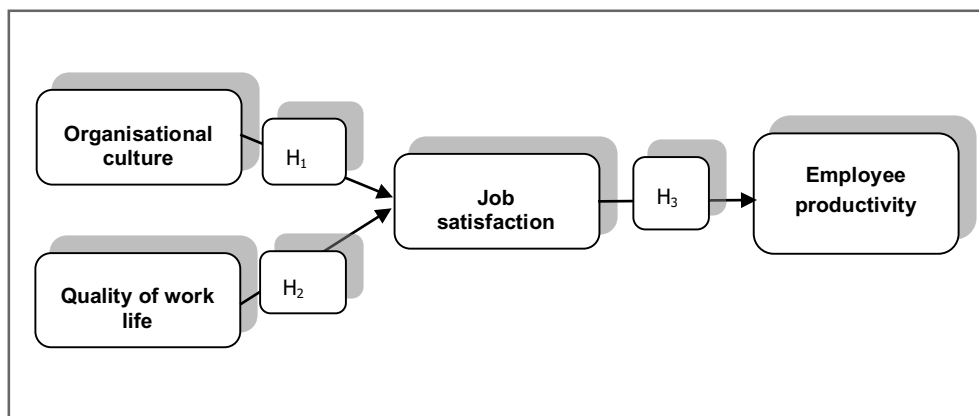 Organisational
culture
H₁
Quality of work
life
H₂
Job
satisfaction
H₃
Employee
productivity